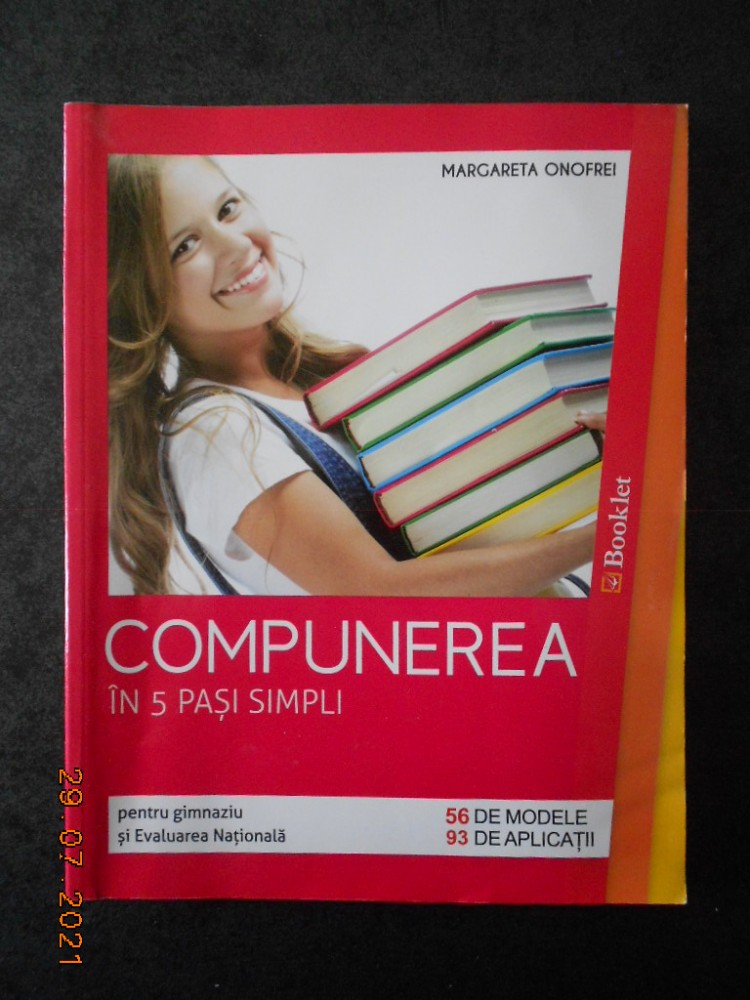 MARGARETA ONOFREI
Booklet
COMPUNEREA
ÎN 5 PAȘI SIMPLI
pentru gimnaziu
și Evaluarea Națională
56 DE MODELE
93 DE APLICAȚII
29.07.2021